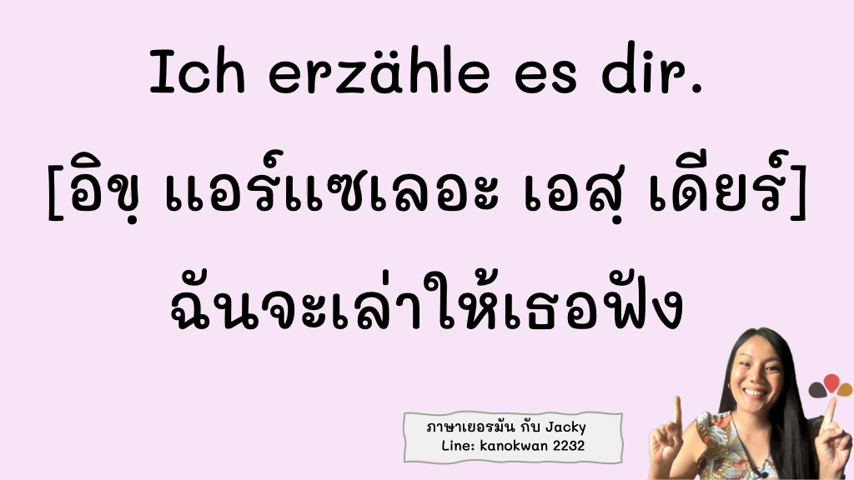 Ich erzähle es dir.
[อิขฺ แอร์แซเลอะ เอสฺ เดียร์]
ฉันจะเล่าให้เธอฟัง
ภาษาเยอรมัน กับ Jacky
Line: kanokwan 2232